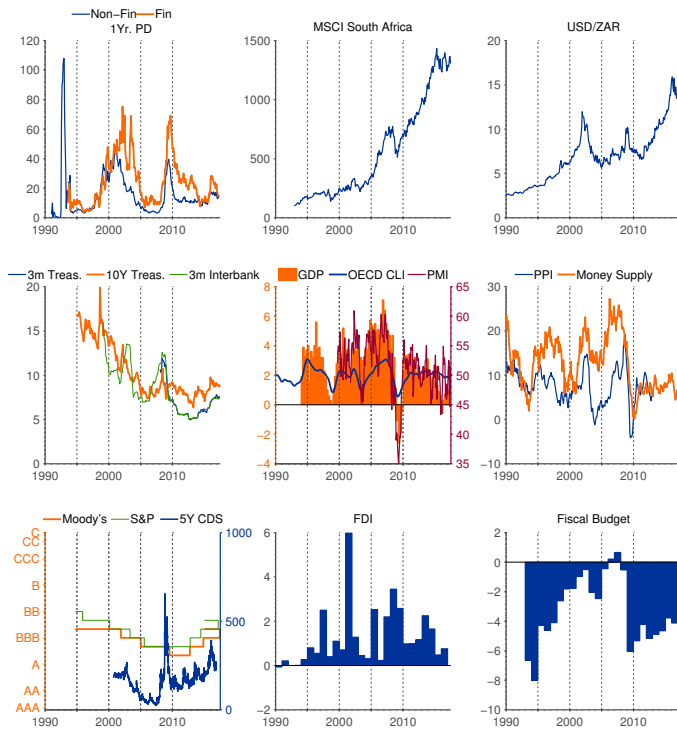 Non−Fin Fin
1Yr. PD
120
100
80
60
40
20
0
1990 2000 2010
MSCI South Africa
1500
1000
500
0
1990 2000 2010
USD/ZAR
20
15
10
5
0
1990 2000 2010
3m Treas. 10Y Treas. 3m Interbank
20
15
10
5
0
1990 2000 2010
GDP OECD CLI PMI
8 65
6 60
4 55
2 50
0 45
−2 40
−4 35
1990 2000 2010
PPI Money Supply
30
20
10
0
−10
1990 2000 2010
Moody's S&P 5Y CDS
C 1000
CC
CCC
B
BB 500
BBB
A
AA
AAA 0
1990 2000 2010
FDI
6
4
2
0
−2
1990 2000 2010
Fiscal Budget
2
0
−2
−4
−6
−8
−10
1990 2000 2010